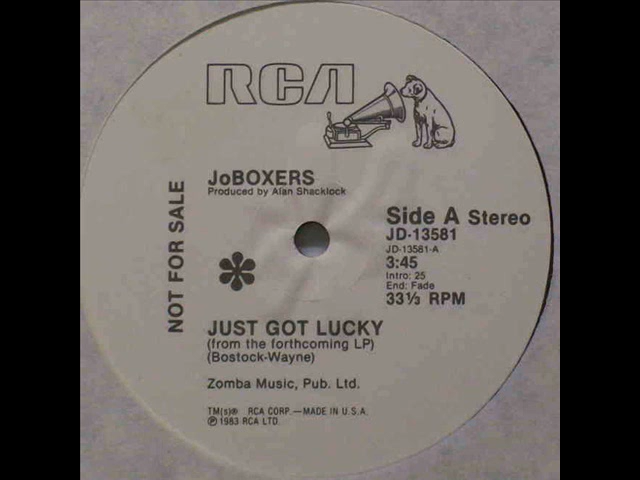 RCA
JoBOXERS
Produced by Alan Shacklock
NOT FOR SALE
Side A Stereo
JD-13581
JD-13581-A
3:45
Intro: 25
End: Fade
33⅓ RPM
JUST GOT LUCKY
(from the forthcoming LP)
(Bostock-Wayne)
Zomba Music, Pub. Ltd.
TM(s)® RCA CORP.—MADE IN U.S.A.
℗ 1983 RCA LTD.